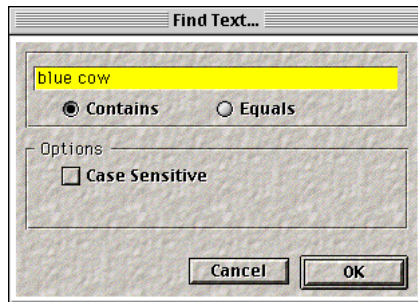 Find Text...
blue cow
Contains Equals
Options
Case Sensitive
Cancel OK